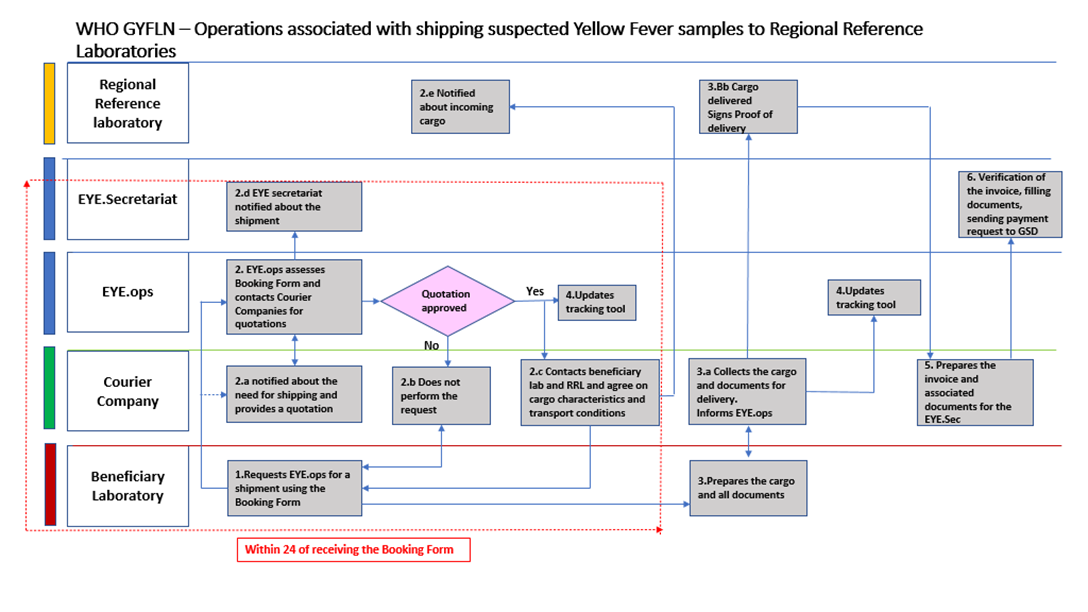 WHO GYFLN – Operations associated with shipping suspected Yellow Fever samples to Regional Reference
Laboratories
Regional
Reference
laboratory
2.e Notified
about incoming
cargo
3.Bb Cargo
delivered
Signs Proof of
delivery
EYE.Secretariat
2.d EYE secretariat
notified about the
shipment
6. Verification of
the invoice, filling
documents,
sending payment
request to GSD
EYE.ops
2. EYE.ops assesses
Booking Form and
contacts Courier
Companies for
quotations
Quotation
approved
Yes
No
4.Updates
tracking tool
4.Updates
tracking tool
Courier
Company
2.a notified about the
need for shipping and
provides a quotation
2.b Does not
perform the
request
2.c Contacts beneficiary
lab and RRL and agree on
cargo characteristics and
transport conditions
3.a Collects the cargo
and documents for
delivery.
Informs EYE.ops
5. Prepares the
invoice and
associated
documents for the
EYE.Sec
Beneficiary
Laboratory
1.Requests EYE.ops for a
shipment using the
Booking Form
3.Prepares the cargo
and all documents
Within 24 of receiving the Booking Form